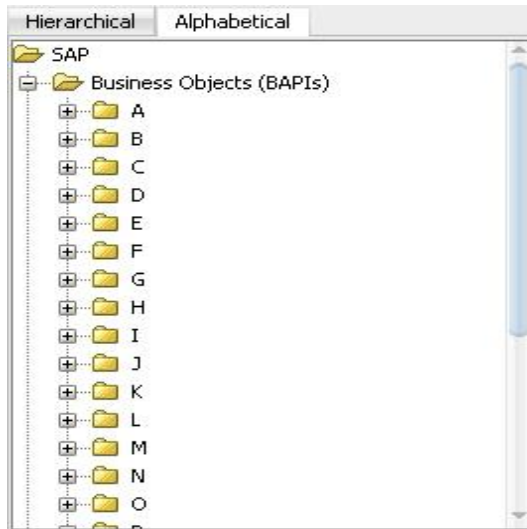 Hierarchical Alphabetical
SAP
Business Objects (BAPIs)
A
B
C
D
E
F
G
H
I
J
K
L
M
N
O